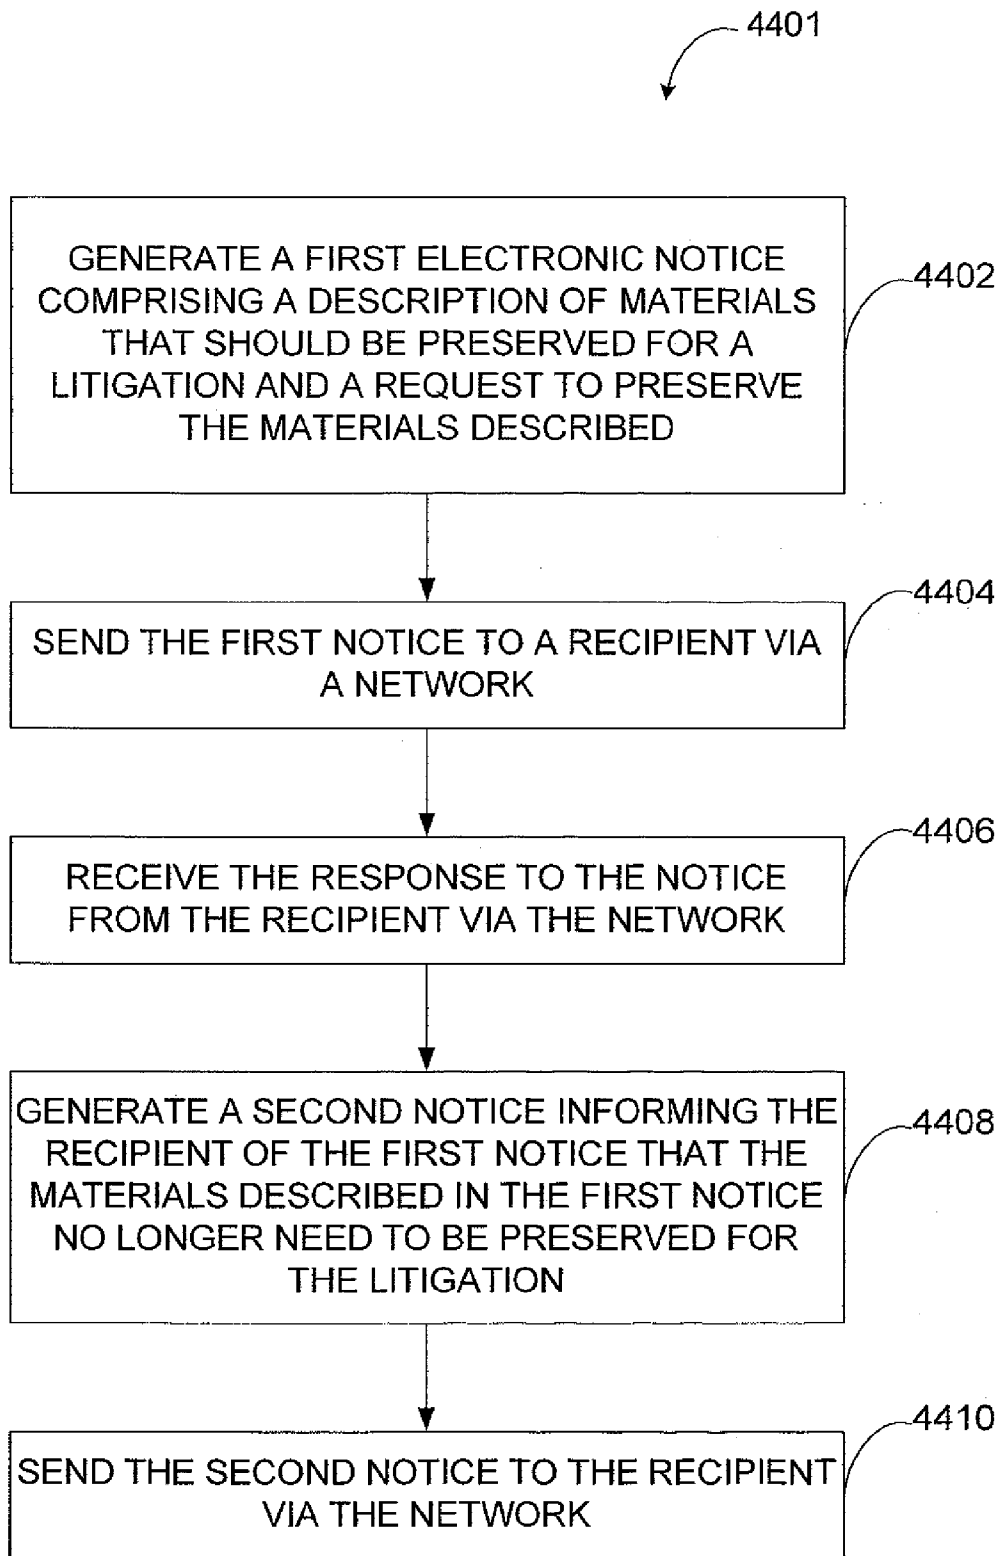 4401
GENERATE A FIRST ELECTRONIC NOTICE
COMPRISING A DESCRIPTION OF MATERIALS
THAT SHOULD BE PRESERVED FOR A
LITIGATION AND A REQUEST TO PRESERVE
THE MATERIALS DESCRIBED
4402
SEND THE FIRST NOTICE TO A RECIPIENT VIA
A NETWORK
4404
RECEIVE THE RESPONSE TO THE NOTICE
FROM THE RECIPIENT VIA THE NETWORK
4406
GENERATE A SECOND NOTICE INFORMING THE
RECIPIENT OF THE FIRST NOTICE THAT THE
MATERIALS DESCRIBED IN THE FIRST NOTICE
NO LONGER NEED TO BE PRESERVED FOR
THE LITIGATION
4408
SEND THE SECOND NOTICE TO THE RECIPIENT
VIA THE NETWORK
4410